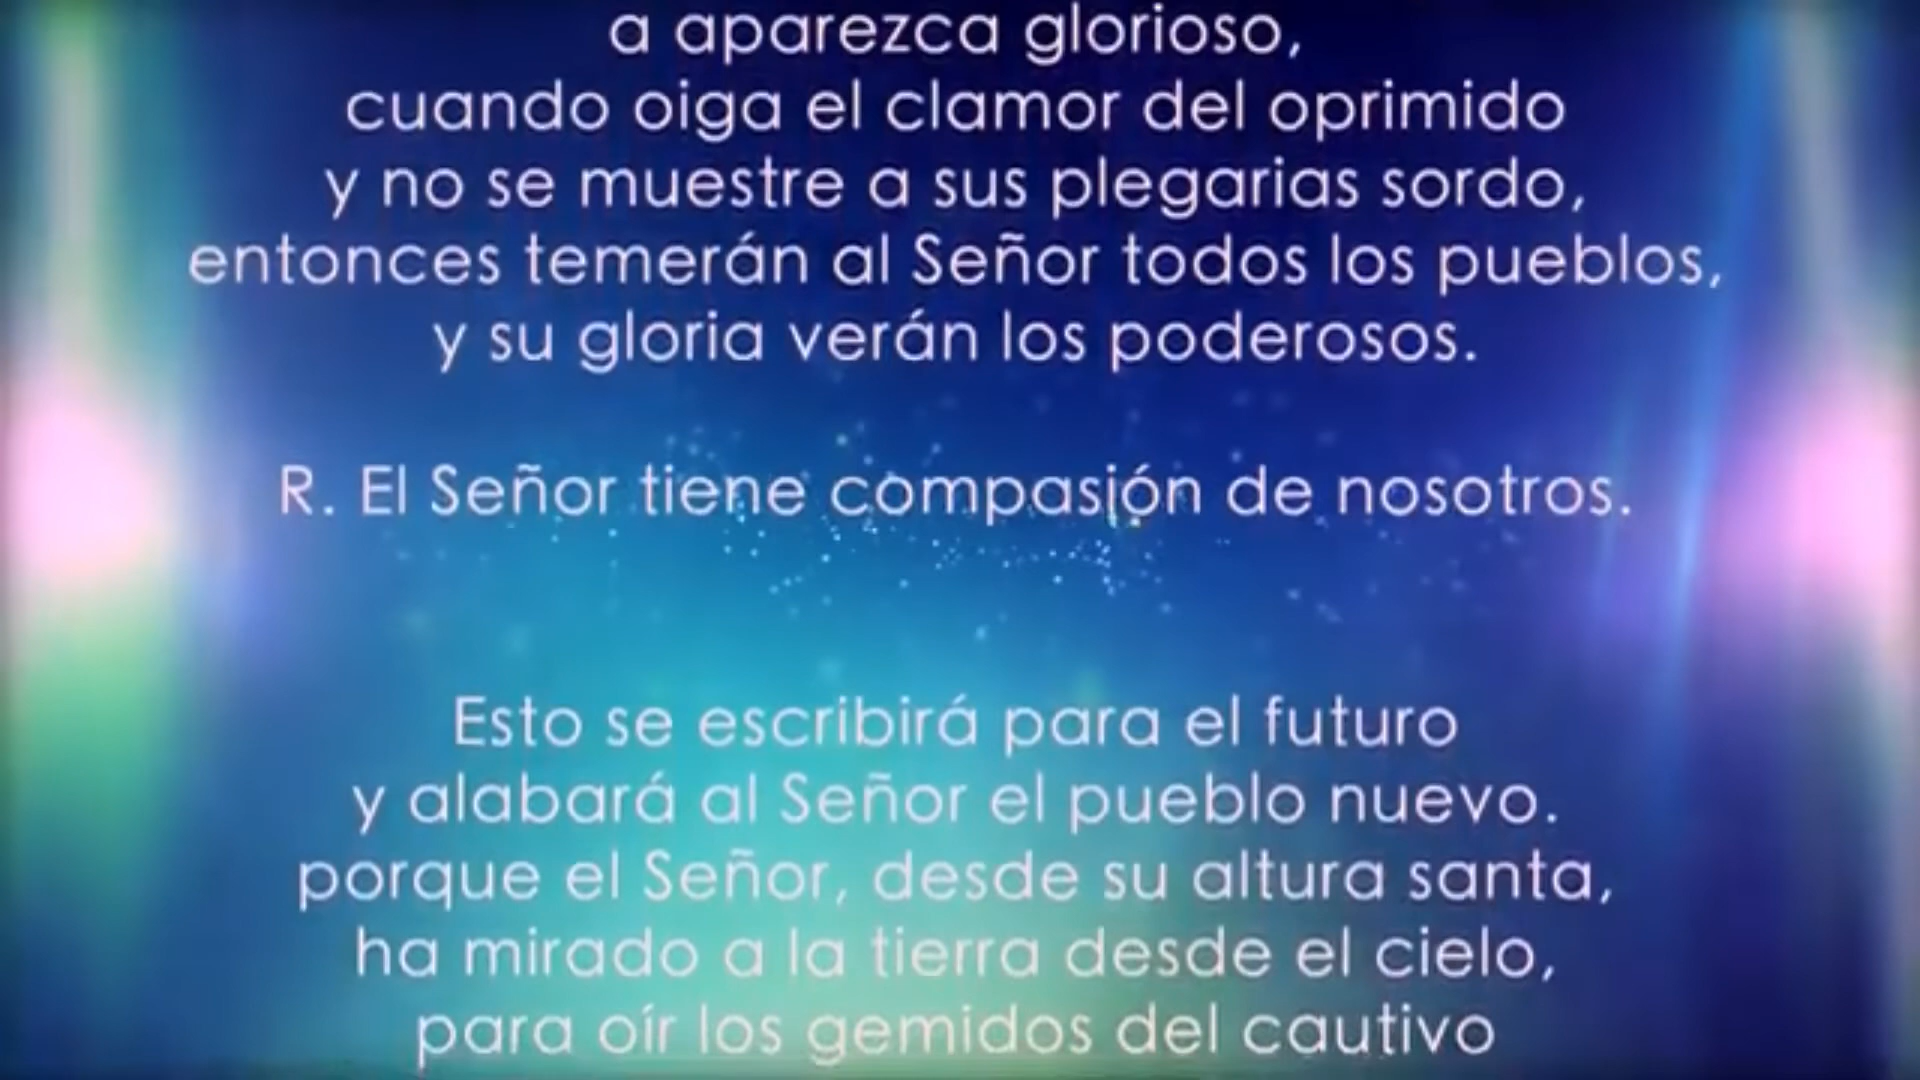 a aparezca glorioso,
cuando oiga el clamor del oprimido
y no se muestre a sus plegarias sordo,
entonces temerán al Señor todos los pueblos,
y su gloria verán los poderosos.
R. El Señor tiene compasión de nosotros.
Esto se escribirá para el futuro
y alabará al Señor el pueblo nuevo.
porque el Señor, desde su altura santa,
ha mirado a la tierra desde el cielo,
para oír los gemidos del cautivo